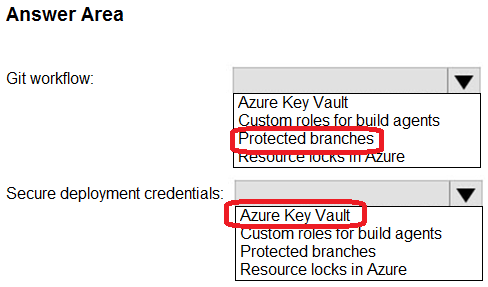 Answer Area
Git workflow:
Azure Key Vault
Custom roles for build agents
Protected branches
Resource locks in Azure
Secure deployment credentials:
Azure Key Vault
Custom roles for build agents
Protected branches
Resource locks in Azure